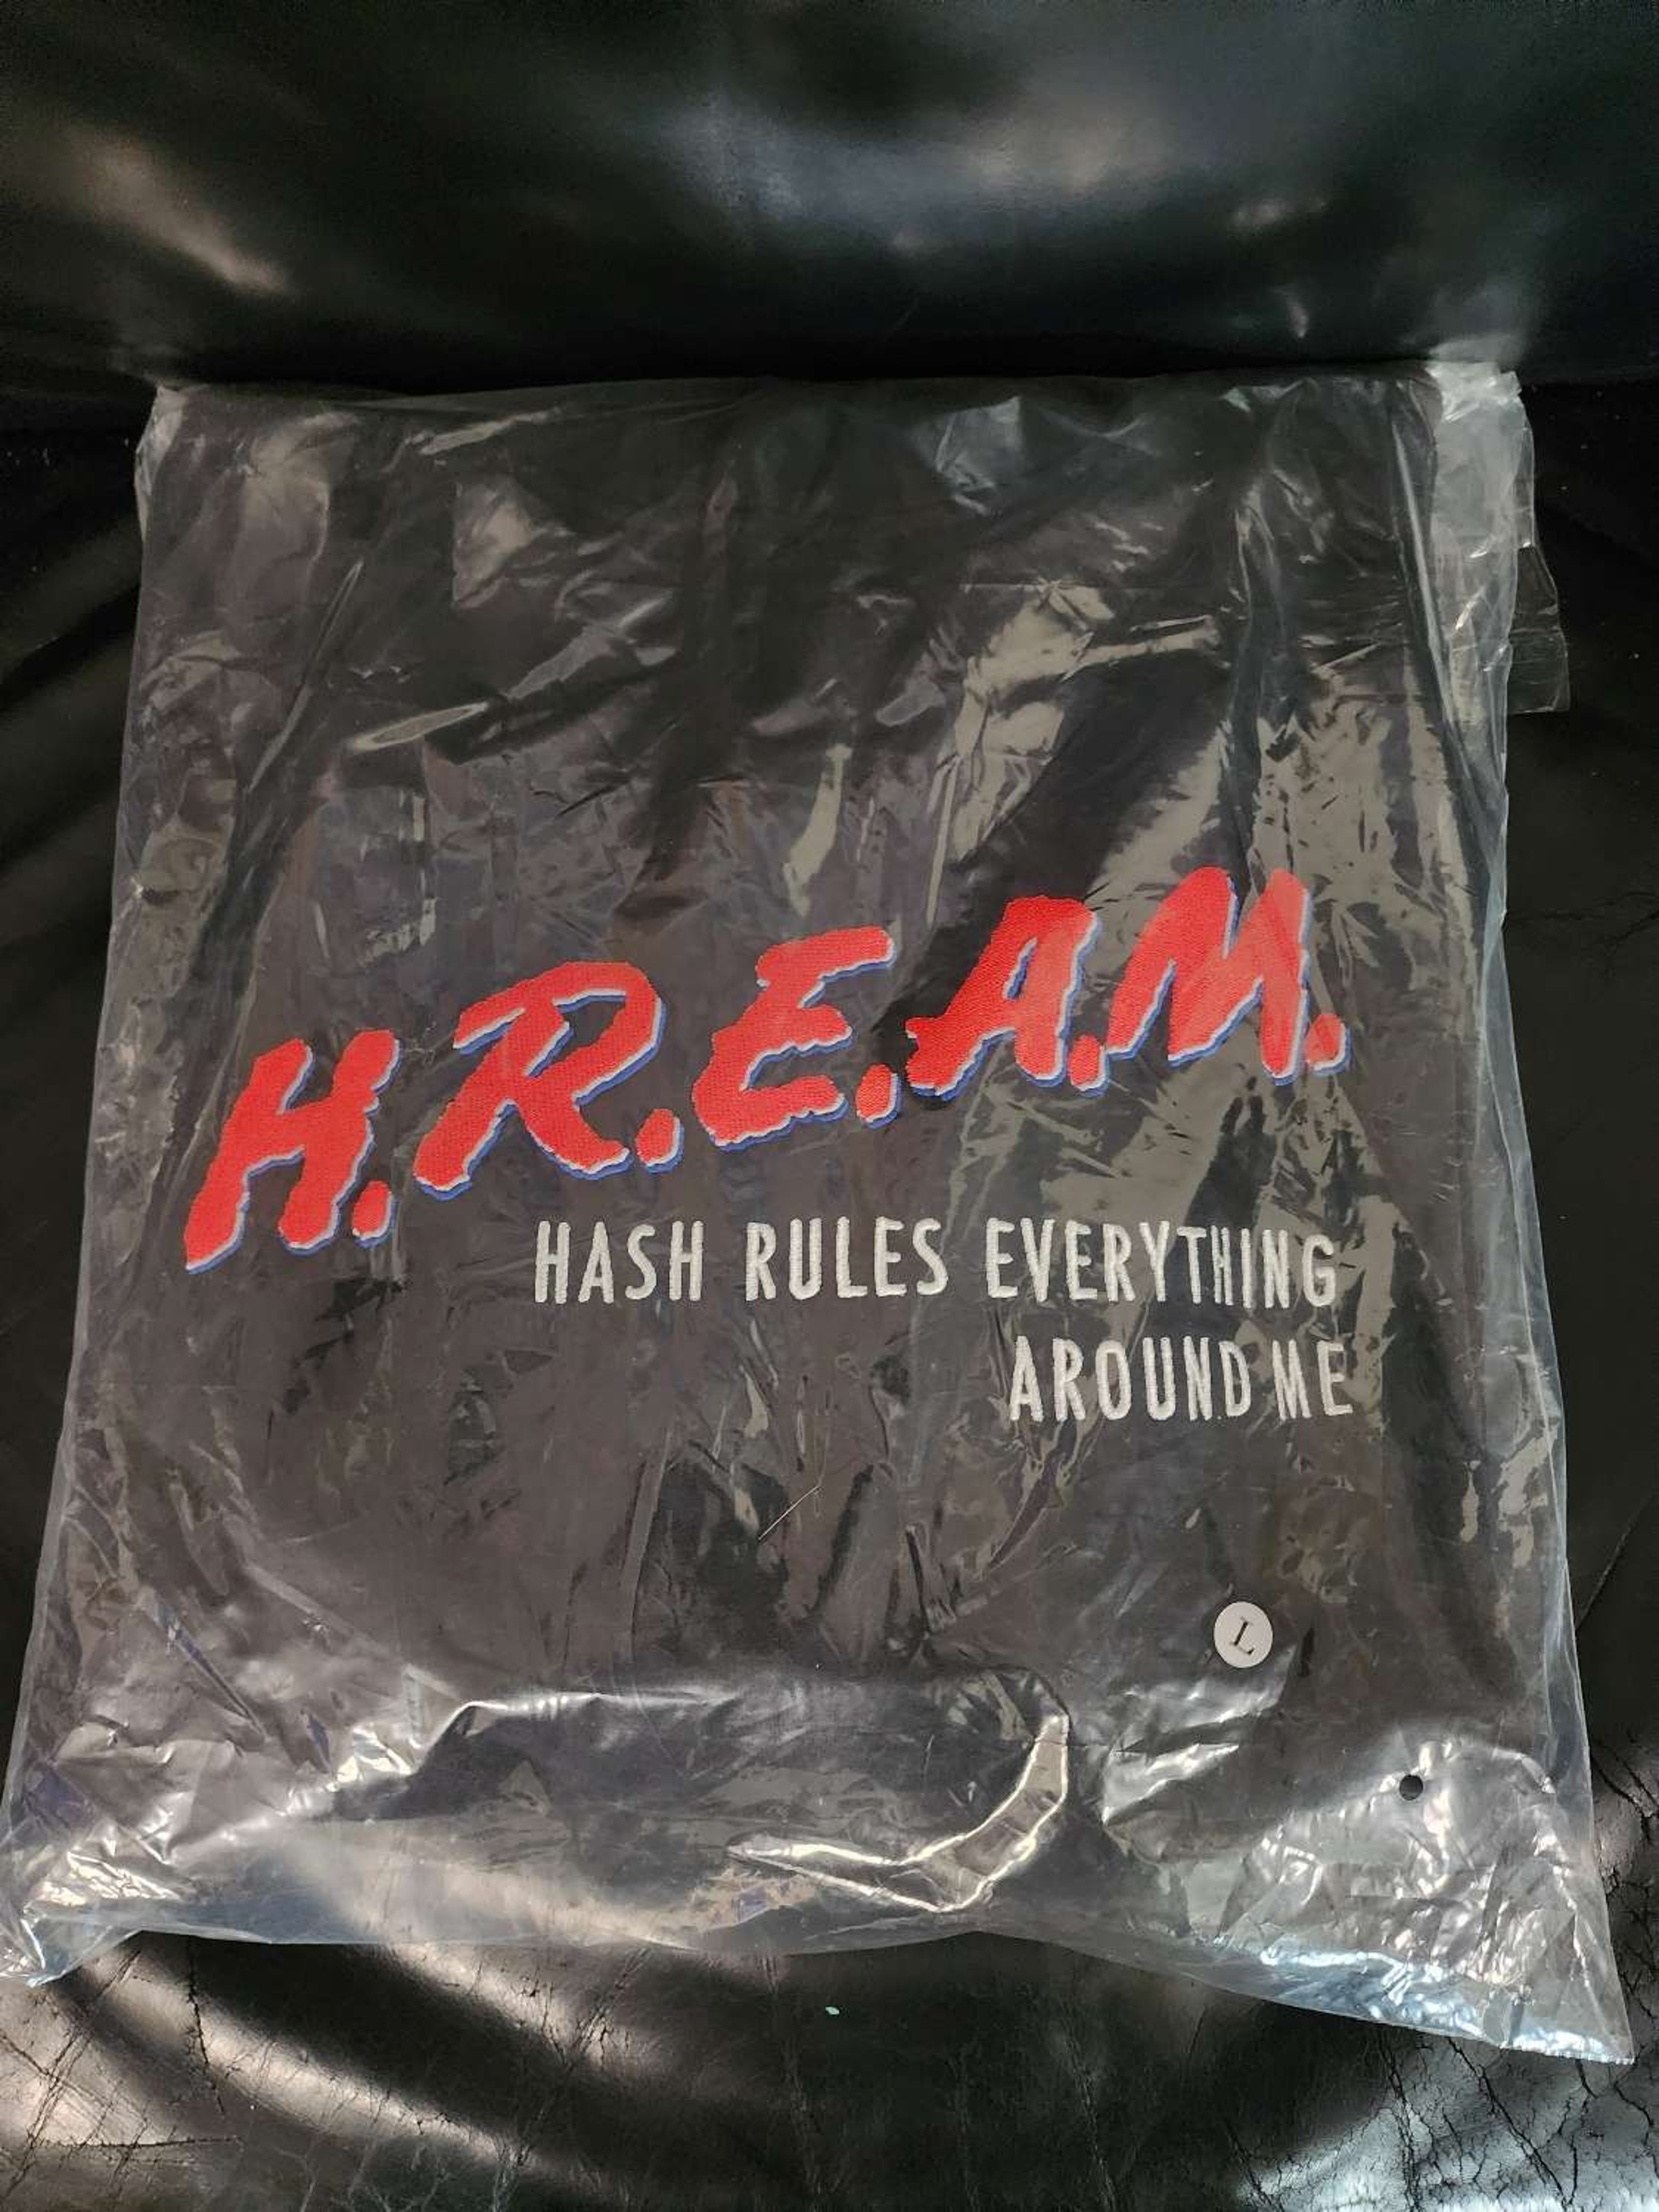 H.R.E.A.M.
HASH RULES EVERYTHING
AROUND ME
L